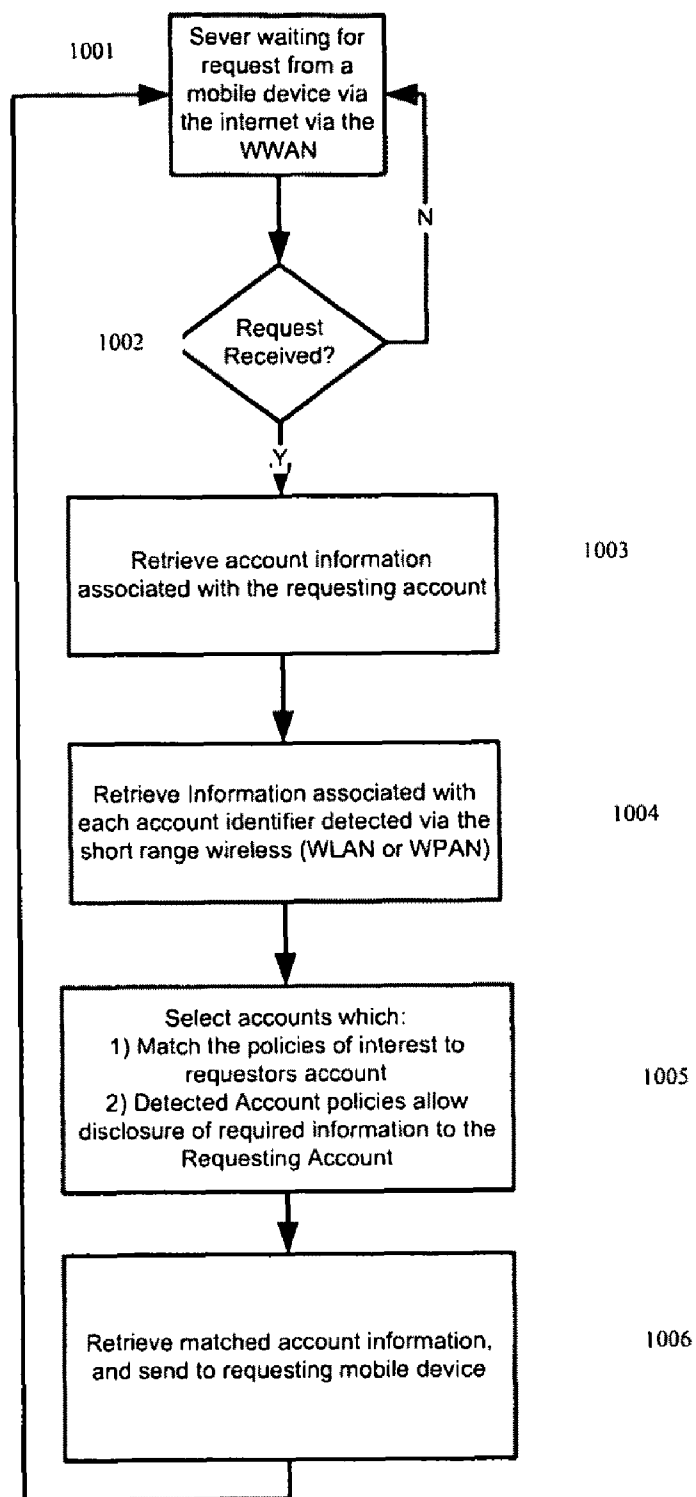 1001
Sever waiting for
request from a
mobile device via
the internet via the
WWAN
N
1002
Request
Received?
Y
Retrieve account information
associated with the requesting account
1003
Retrieve Information associated with
each account identifier detected via the
short range wireless (WLAN or WPAN)
1004
Select accounts which:
1) Match the policies of interest to
requestors account
2) Detected Account policies allow
disclosure of required information to the
Requesting Account
1005
Retrieve matched account information,
and send to requesting mobile device
1006